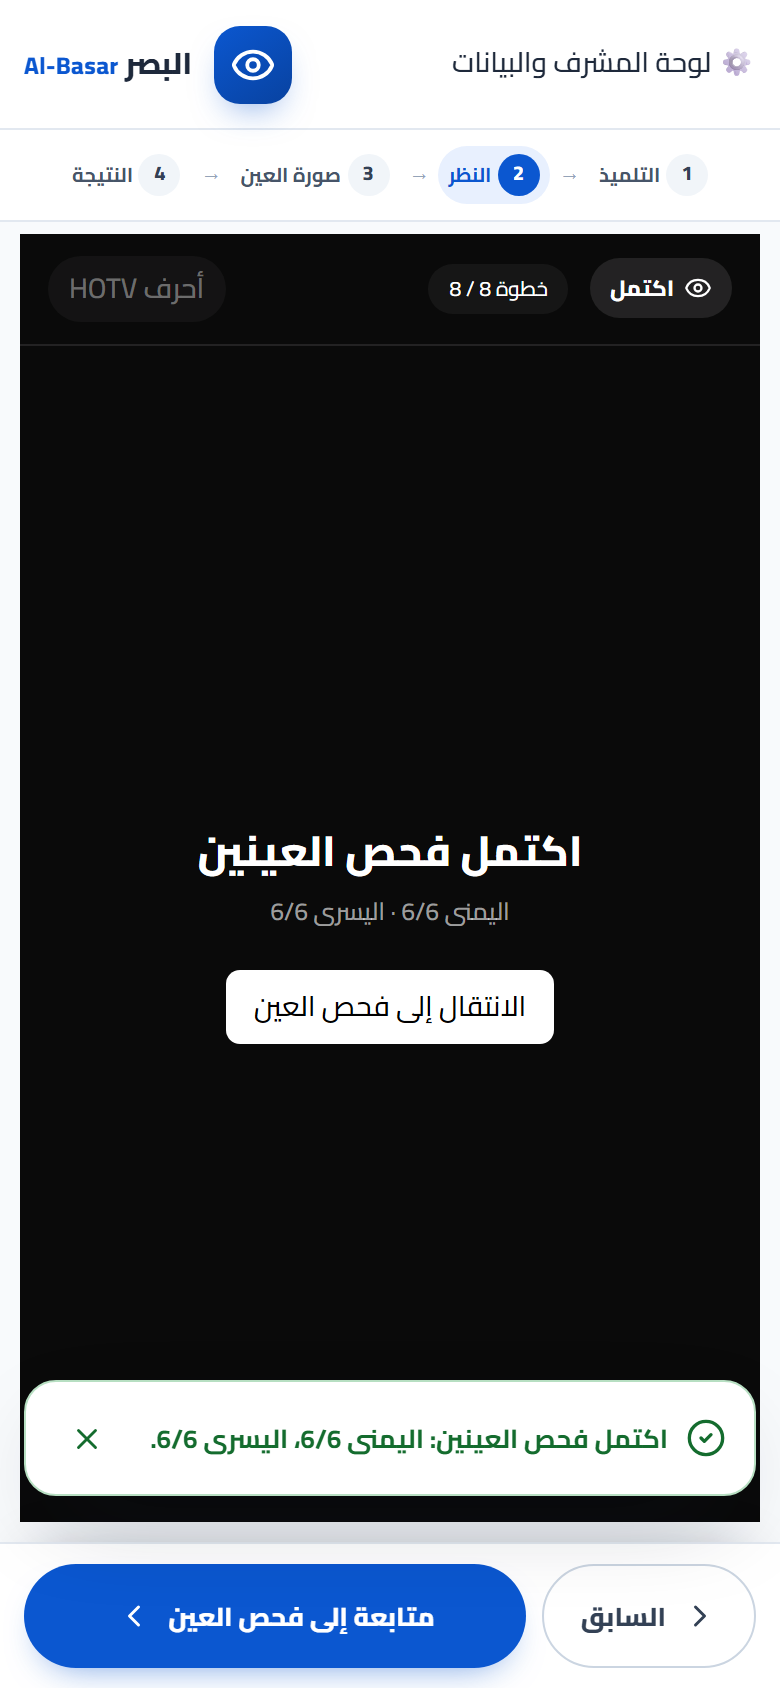 ⚙️ لوحة المشرف والبيانات
البصر Al-Basar
1 التلميذ → 2 النظر → 3 صورة العين → 4 النتيجة
اكتمل
خطوة 8 / 8
أحرف HOTV
اكتمل فحص العينين
اليمنى 6/6 · اليسرى 6/6
الانتقال إلى فحص العين
اكتمل فحص العينين: اليمنى 6/6، اليسرى 6/6.
السابق
متابعة إلى فحص العين